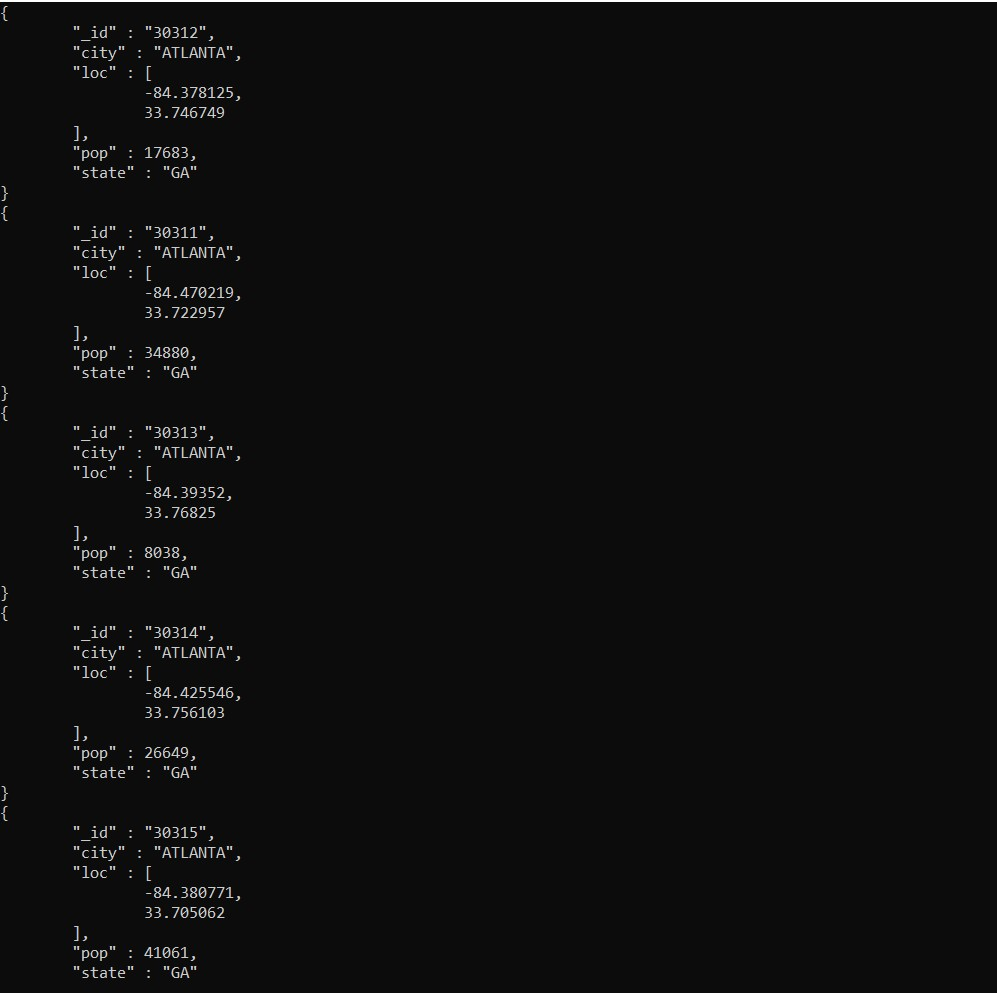 {
"_id" : "30312",
"city" : "ATLANTA",
"loc" : [
-84.378125,
33.746749
],
"pop" : 17683,
"state" : "GA"
}
{
"_id" : "30311",
"city" : "ATLANTA",
"loc" : [
-84.470219,
33.722957
],
"pop" : 34880,
"state" : "GA"
}
{
"_id" : "30313",
"city" : "ATLANTA",
"loc" : [
-84.39352,
33.76825
],
"pop" : 8038,
"state" : "GA"
}
{
"_id" : "30314",
"city" : "ATLANTA",
"loc" : [
-84.425546,
33.756103
],
"pop" : 26649,
"state" : "GA"
}
{
"_id" : "30315",
"city" : "ATLANTA",
"loc" : [
-84.380771,
33.705062
],
"pop" : 41061,
"state" : "GA"